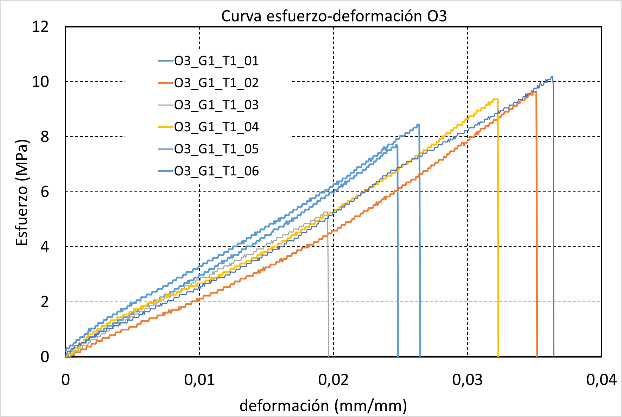 Curva esfuerzo-deformación O3
12
10
8
6
4
2
0
Esfuerzo (MPa)
O3_G1_T1_01
O3_G1_T1_02
O3_G1_T1_03
O3_G1_T1_04
O3_G1_T1_05
O3_G1_T1_06
0 0,01 0,02 0,03 0,04
deformación (mm/mm)